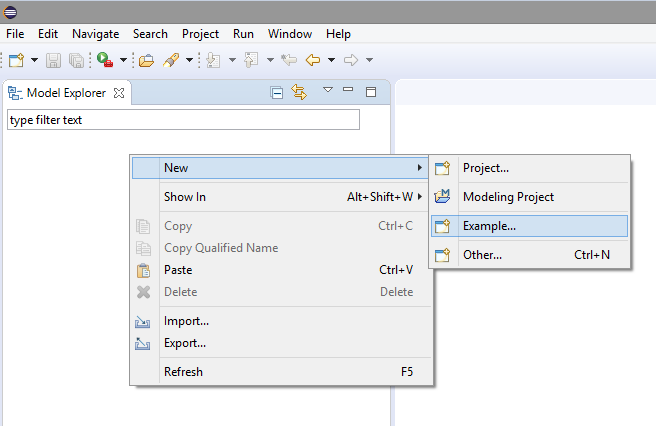 File Edit Navigate Search Project Run Window Help
Model Explorer
type filter text
New
Project...
Show In Alt+Shift+W
Modeling Project
Copy Ctrl+C
Example...
Copy Qualified Name
Other... Ctrl+N
Paste Ctrl+V
Delete Delete
Import...
Export...
Refresh F5